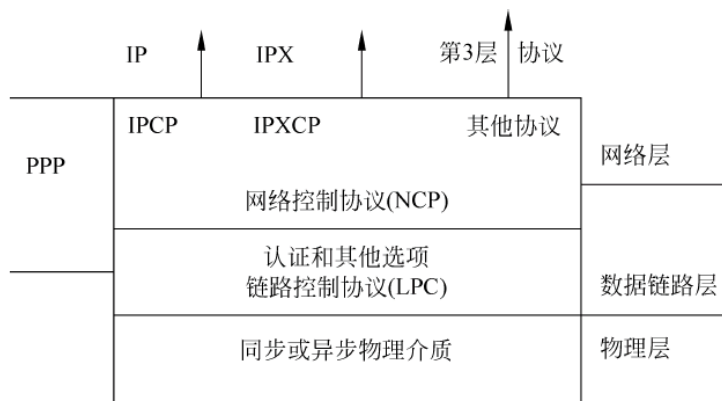 IP IPX 第3层 协议
IPCP IPXCP 其他协议
网络层
PPP
网络控制协议(NCP)
认证和其他选项
链路控制协议(LPC)
数据链路层
同步或异步物理介质
物理层